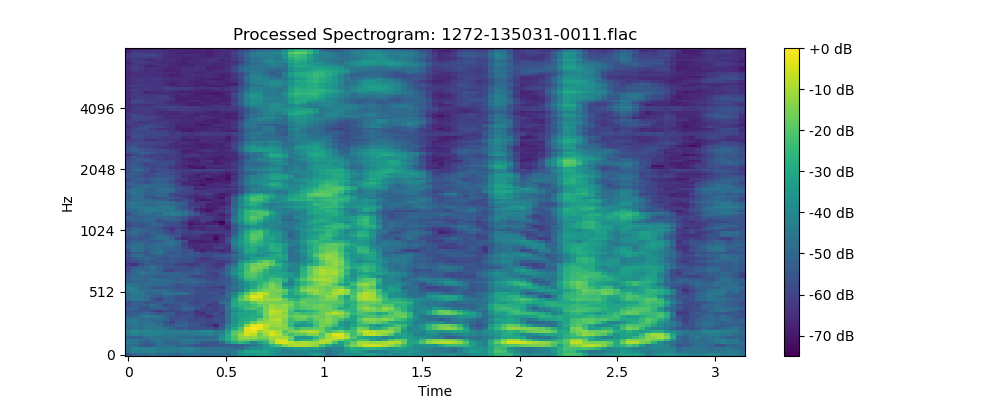 Processed Spectrogram: 1272-135031-0011.flac
4096
2048
1024
512
0
Hz
0
0.5
1
1.5
2
2.5
3
Time
+0 dB
-10 dB
-20 dB
-30 dB
-40 dB
-50 dB
-60 dB
-70 dB